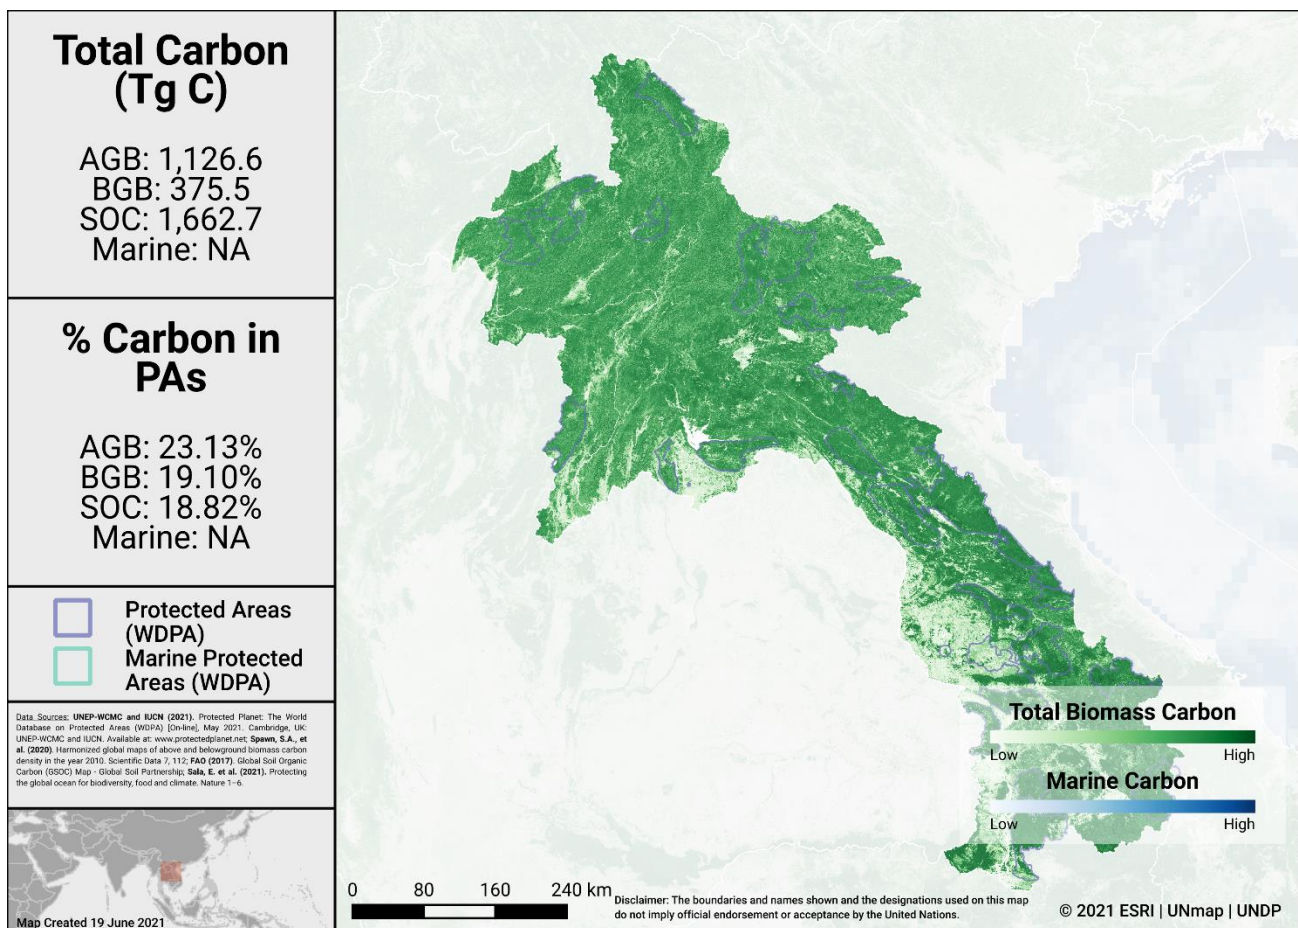 Total Carbon
(Tg C)
AGB: 1,126.6
BGB: 375.5
SOC: 1,662.7
Marine: NA
% Carbon in
PAs
AGB: 23.13%
BGB: 19.10%
SOC: 18.82%
Marine: NA
Protected Areas
(WDPA)
Marine Protected
Areas (WDPA)
Data Sources: UNEP-WCMC and IUCN (2021). Protected Planet: The World
Database on Protected Areas (WDPA) [On-line], May 2021. Cambridge, UK:
UNEP-WCMC and IUCN. Available at: www.protectedplanet.net; Spawn, S.A., et
al. (2020). Harmonized global maps of above and belowground biomass carbon
density in the year 2010. Scientific Data 7, 112; FAO (2017). Global Soil Organic
Carbon (GSOC) Map - Global Soil Partnership; Sala, E. et al. (2021). Protecting
the global ocean for biodiversity, food and climate. Nature 1–6.
Map Created 19 June 2021
Total Biomass Carbon
Low High
Marine Carbon
Low High
0 80 160 240 km
Disclaimer: The boundaries and names shown and the designations used on this map
do not imply official endorsement or acceptance by the United Nations.
© 2021 ESRI | UNmap | UNDP